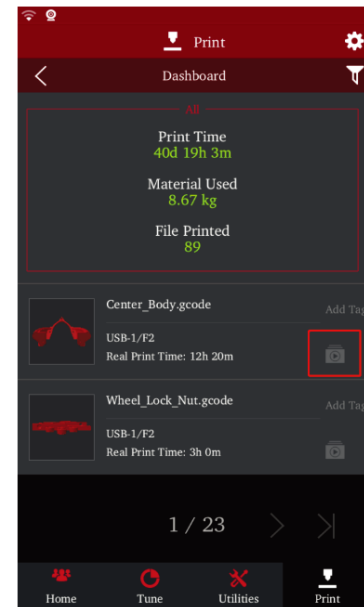 Print
Dashboard
All
Print Time
40d 19h 3m
Material Used
8.67 kg
File Printed
89
Center_Body.gcode
Add Tag
USB-1/F2
Real Print Time: 12h 20m
Wheel_Lock_Nut.gcode
Add Tag
USB-1/F2
Real Print Time: 3h 0m
1 / 23
Home
Tune
Utilities
Print